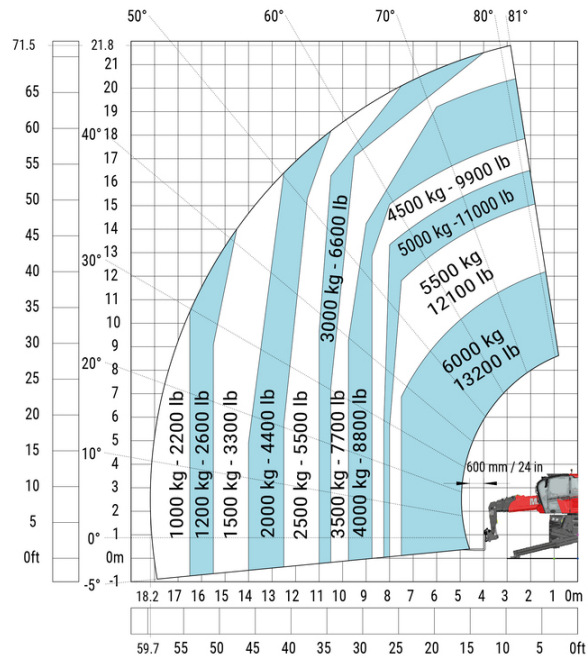 50° 60° 70° 80° 81°
71.5 21.8
21
65 20
19
60 40° 18
55 17
16
50 15
45 14
13
40 30° 12
11
35 10
30 9
25 20° 8
7
20 6
15 5
10° 4
10 3
2
5 1
0°
0ft 0m
-5° -1
1000 kg - 2200 lb
1200 kg - 2600 lb
1500 kg - 3300 lb
2000 kg - 4400 lb
2500 kg - 5500 lb
3000 kg - 6600 lb
3500 kg - 7700 lb
4000 kg - 8800 lb
4500 kg - 9900 lb
5000 kg -11000 lb
5500 kg
12100 lb
6000 kg
13200 lb
600 mm / 24 in
18.2 17 16 15 14 13 12 11 10 9 8 7 6 5 4 3 2 1 0m
59.7 55 50 45 40 35 30 25 20 15 10 5 0ft